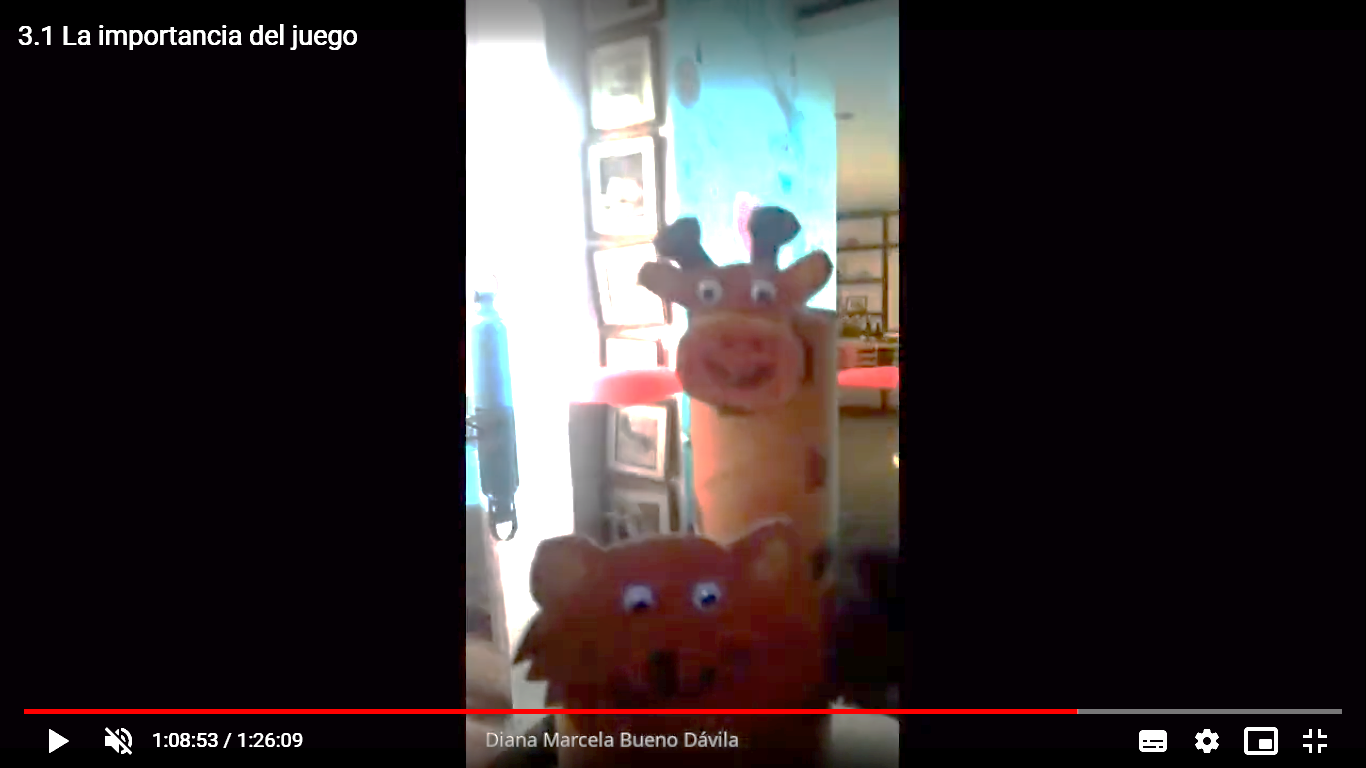 3.1 La importancia del juego
1:08:53 / 1:26:09
Diana Marcela Bueno Dávila